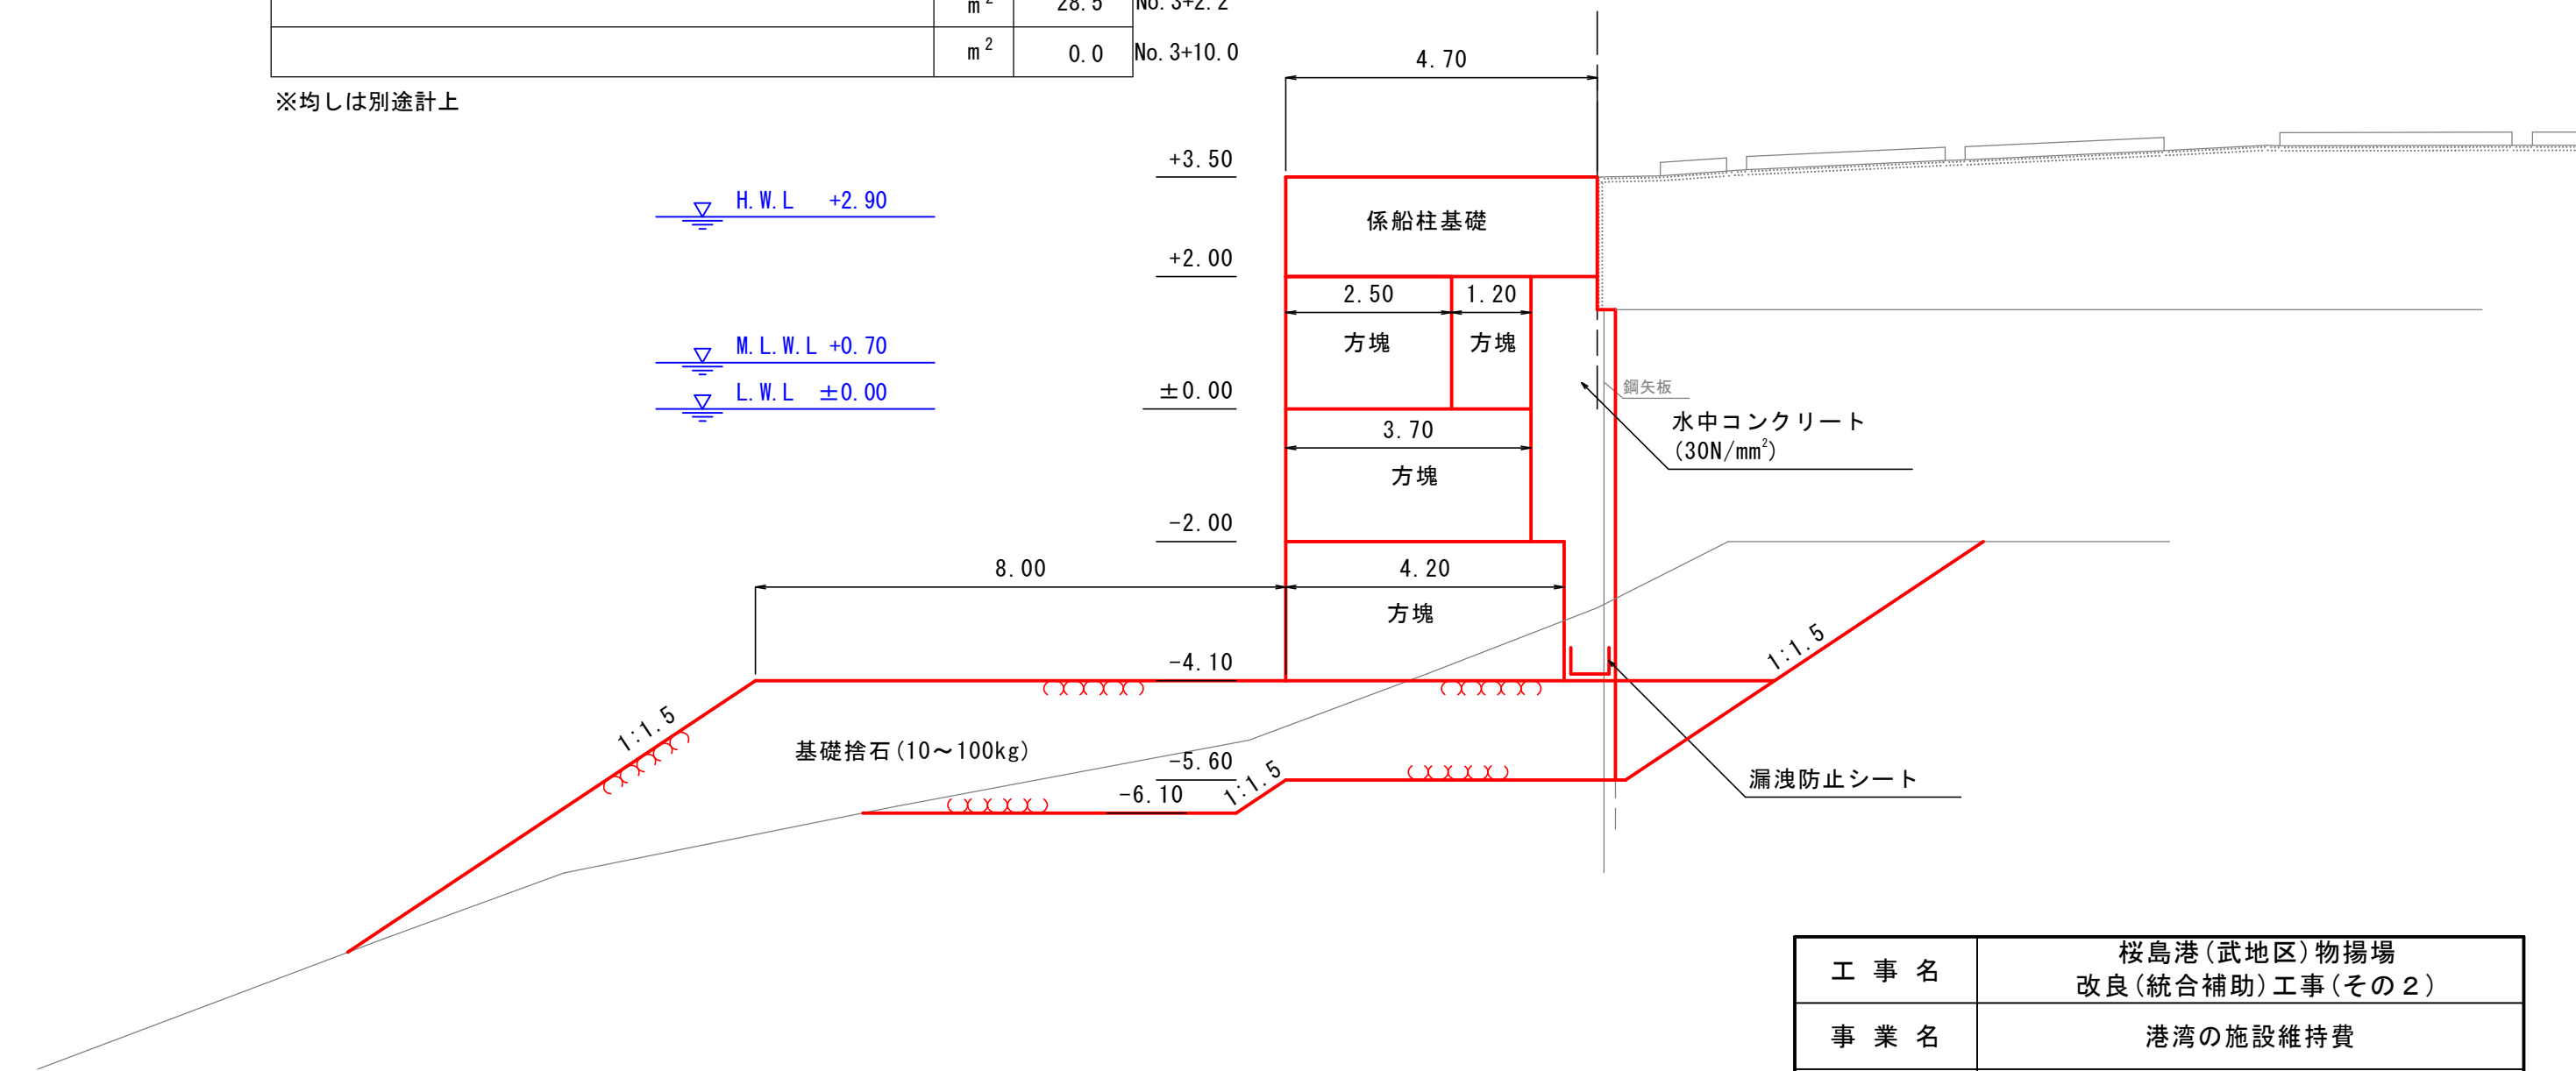 m² 28.5 No.3+2.2
m² 0.0 No.3+10.0
※均しは別途計上
4.70
+3.50
H.W.L +2.90
係船柱基礎
+2.00
2.50 1.20
方塊 方塊
M.L.W.L +0.70
L.W.L ±0.00
±0.00
鋼矢板
水中コンクリート
(30N/mm²)
3.70
方塊
-2.00
8.00
4.20
方塊
-4.10
1:1.5
1:1.5
基礎捨石(10～100kg)
-5.60
-6.10
1:1.5
漏洩防止シート
工事名
桜島港(武地区)物揚場
改良(統合補助)工事(その２)
事業名
港湾の施設維持費